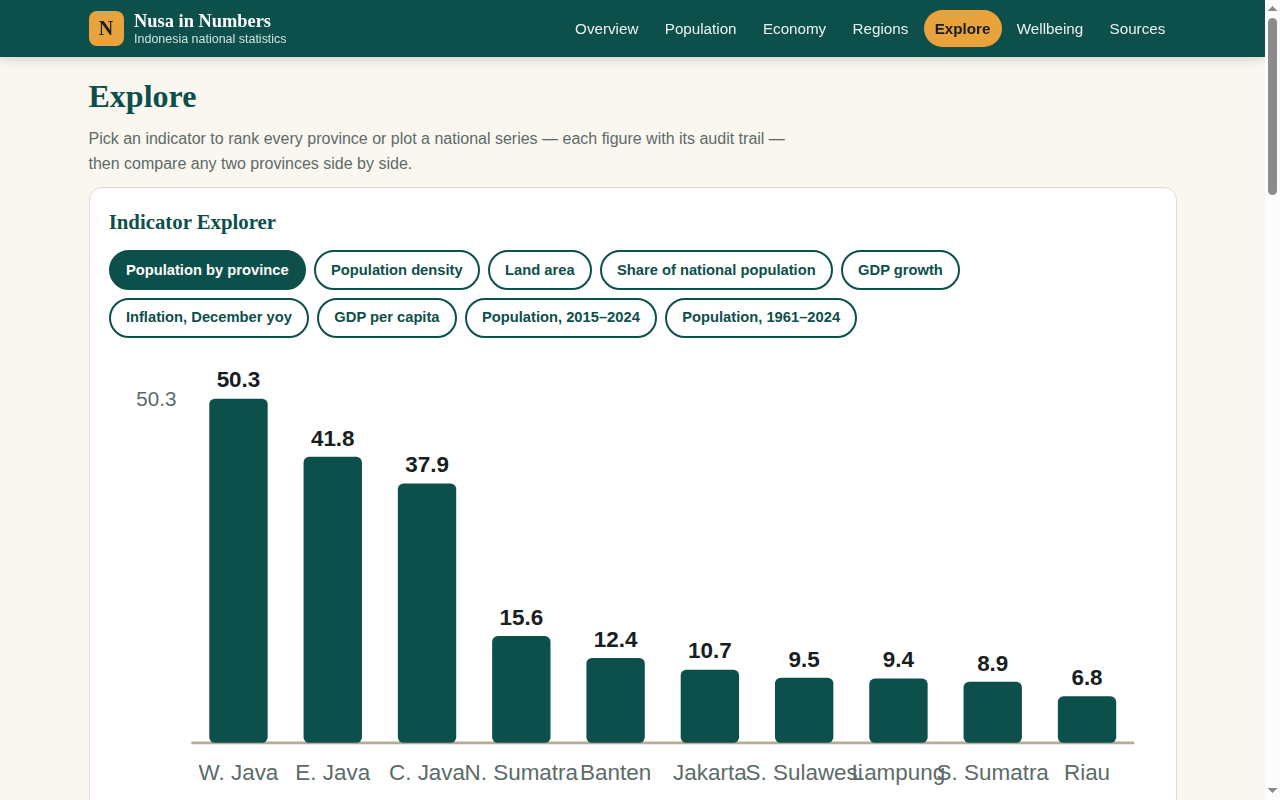 N
Nusa in Numbers
Indonesia national statistics
Overview Population Economy Regions Explore Wellbeing Sources
Explore
Pick an indicator to rank every province or plot a national series — each figure with its audit trail —
then compare any two provinces side by side.
Indicator Explorer
Population by province Population density Land area Share of national population GDP growth
Inflation, December yoy GDP per capita Population, 2015–2024 Population, 1961–2024
50.3
50.3
41.8
37.9
15.6
12.4
10.7
9.5
9.4
8.9
6.8
W. Java E. Java C. Java N. Sumatra Banten Jakarta S. Sulawesi Lampung S. Sumatra Riau